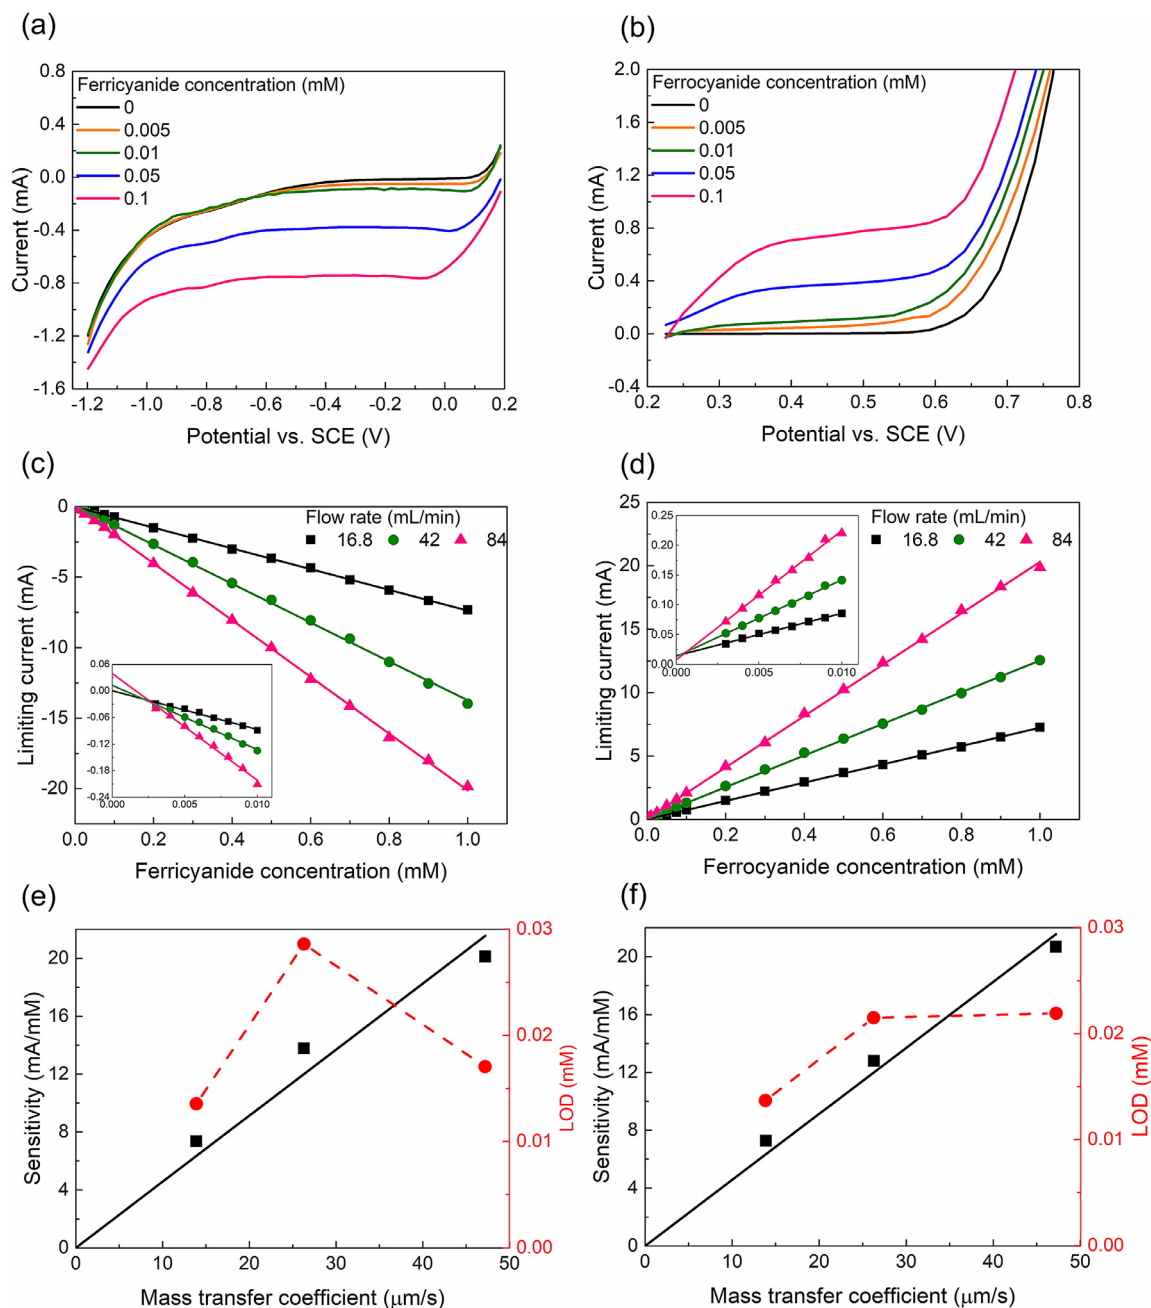 (a)
Ferricyanide concentration (mM)
0
0.005
0.01
0.05
0.1
0.8
0.4
0.0
-0.4
-0.8
-1.2
-1.6
Current (mA)
-1.2 -1.0 -0.8 -0.6 -0.4 -0.2 0.0 0.2
Potential vs. SCE (V)
(b)
Ferrocyanide concentration (mM)
0
0.005
0.01
0.05
0.1
2.0
1.6
1.2
0.8
0.4
0.0
-0.4
Current (mA)
0.2 0.3 0.4 0.5 0.6 0.7 0.8
Potential vs. SCE (V)
(c)
Flow rate (mL/min)
16.8 42 84
0
-5
-10
-15
-20
Limiting current (mA)
0.06
0.00
-0.06
-0.12
-0.18
-0.24
0.000 0.005 0.010
0.0 0.2 0.4 0.6 0.8 1.0
Ferricyanide concentration (mM)
(d)
Flow rate (mL/min)
16.8 42 84
25
20
15
10
5
0
Limiting current (mA)
0.25
0.20
0.15
0.10
0.05
0.00
0.000 0.005 0.010
0.0 0.2 0.4 0.6 0.8 1.0
Ferrocyanide concentration (mM)
(e)
20
16
12
8
4
0
Sensitivity (mA/mM)
0.03
0.02
0.01
0.00
LOD (mM)
0 10 20 30 40 50
Mass transfer coefficient (μm/s)
(f)
20
16
12
8
4
0
Sensitivity (mA/mM)
0.03
0.02
0.01
0.00
LOD (mM)
0 10 20 30 40 50
Mass transfer coefficient (μm/s)